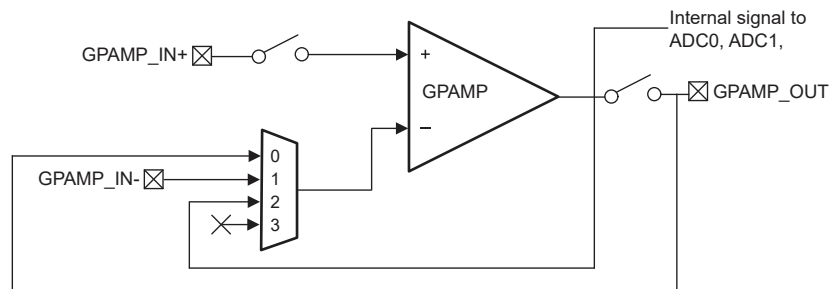 Internal signal to
ADC0, ADC1,
GPAMP_IN+
+
GPAMP
GPAMP_OUT
−
0
GPAMP_IN-
1
2
3